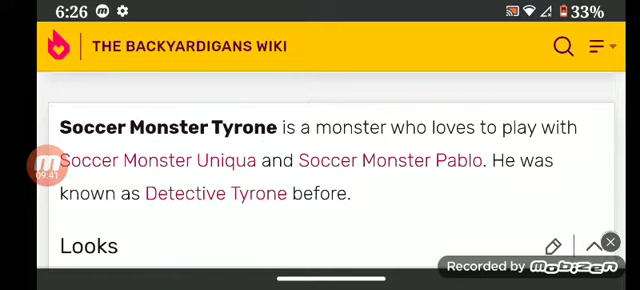 6:26
33%
THE BACKYARDIGANS WIKI
Soccer Monster Tyrone is a monster who loves to play with
Soccer Monster Uniqua and Soccer Monster Pablo. He was
09:41
known as Detective Tyrone before.
Looks
Recorded by mobizen